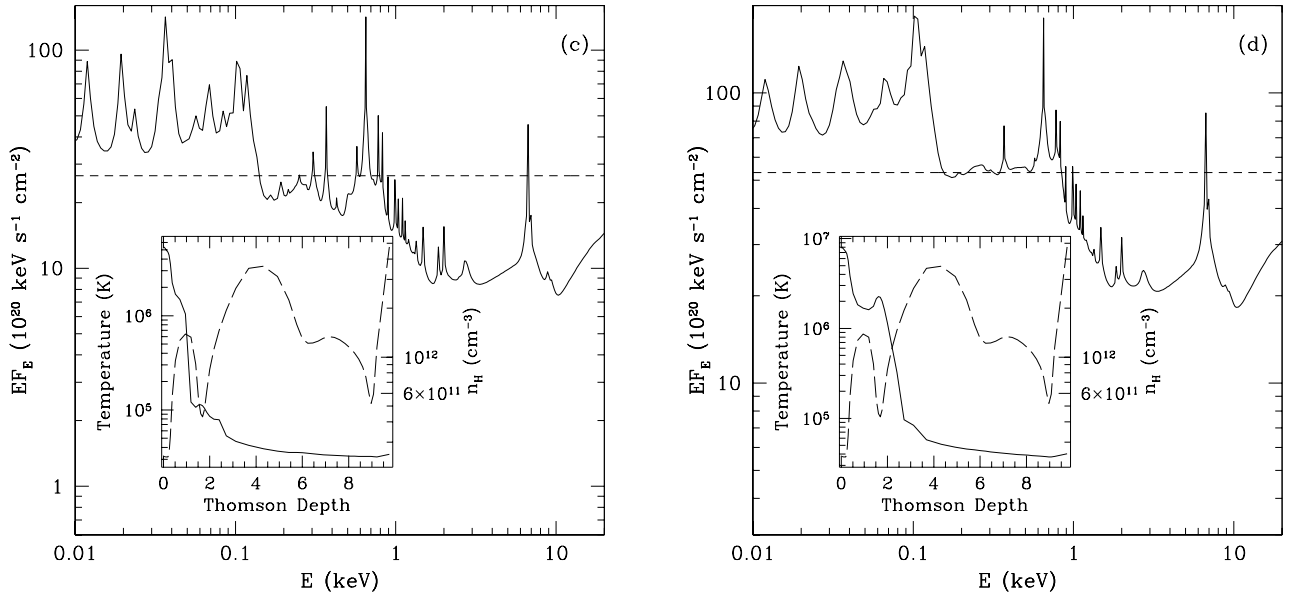 (c)
100
10
1
EF_E (10^20 keV s^-1 cm^-2)
0.01 0.1 1 10
E (keV)
Temperature (K)
10^6
10^5
0 2 4 6 8
Thomson Depth
10^12
6×10^11
n_H (cm^-3)
(d)
100
10
EF_E (10^20 keV s^-1 cm^-2)
0.01 0.1 1 10
E (keV)
Temperature (K)
10^7
10^6
10^5
0 2 4 6 8
Thomson Depth
10^12
6×10^11
n_H (cm^-3)